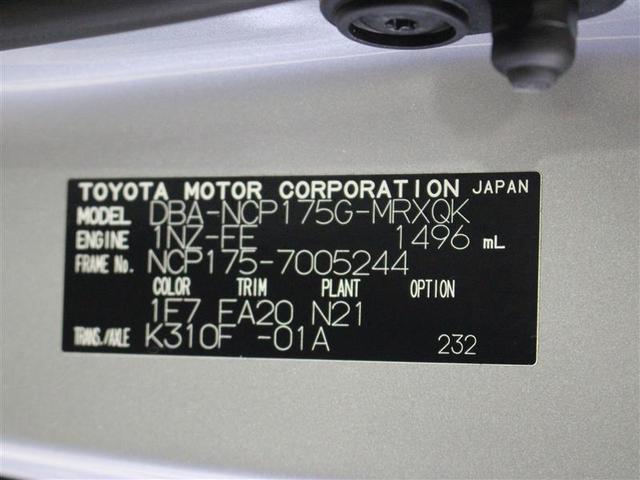 TOYOTA MOTOR CORPORATION JAPAN
MODEL DBA-NCP175G-MRXQK
ENGINE 1NZ-FE 1496 mL
FRAME No. NCP175-7005244
COLOR TRIM PLANT OPTION
1F7 FA20 N21
TRANS./AXLE K310F -01A 232